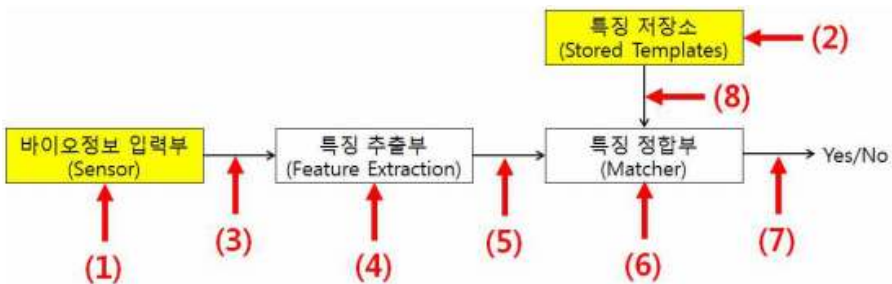 특징 저장소
(Stored Templates)
(2)
(8)
바이오정보 입력부
(Sensor)
특징 추출부
(Feature Extraction)
특징 정합부
(Matcher)
Yes/No
(1)
(3)
(4)
(5)
(6)
(7)